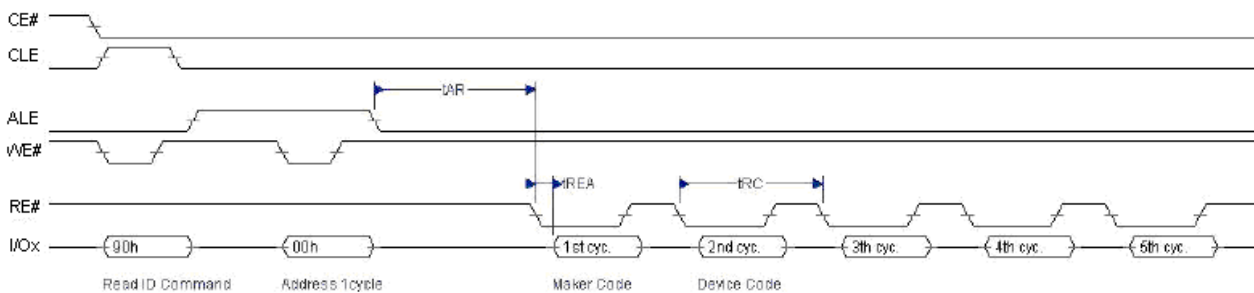 CE#
CLE
tAR
ALE
WE#
tREA
tRC
RE#
I/Ox
90h
00h
1st cyc.
2nd cyc.
3th cyc.
4th cyc.
5th cyc.
Read ID Command
Address 1cycle
Maker Code
Device Code